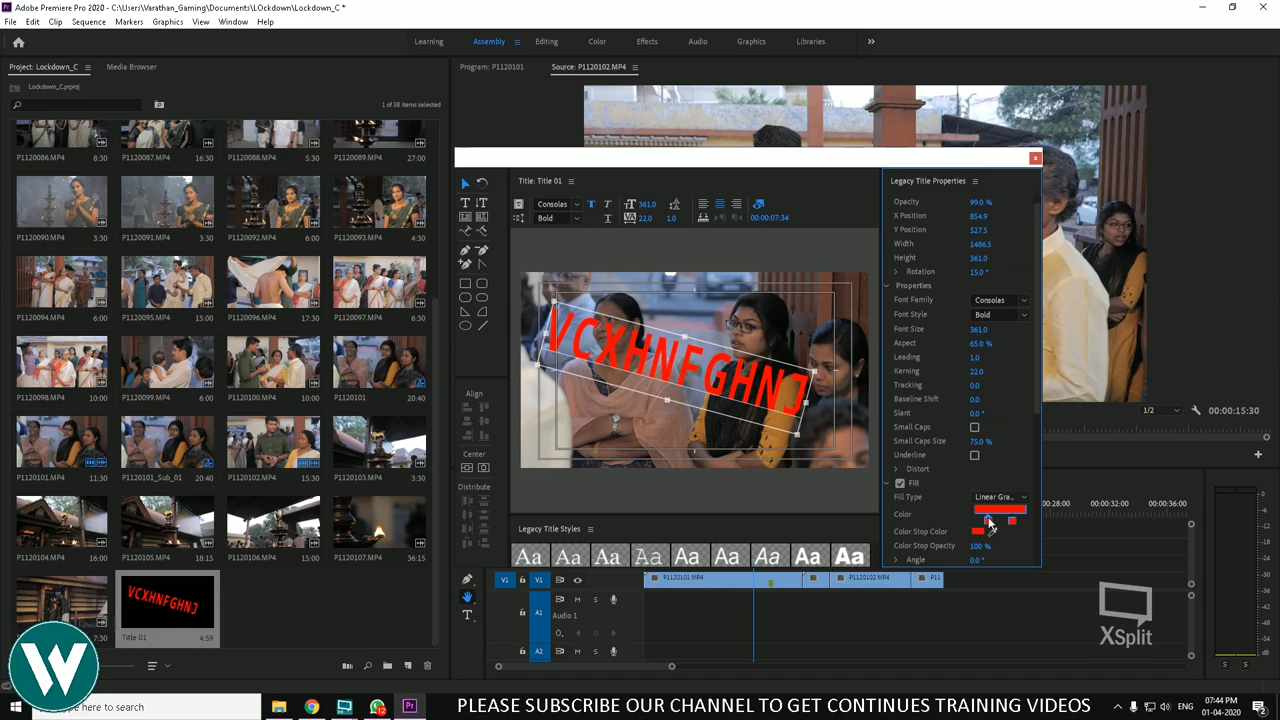 Adobe Premiere Pro 2020 - C:\Users\Varathan_Gaming\Documents\LOckdown\Lockdown_C *
File Edit Clip Sequence Markers Graphics View Window Help
Learning Assembly Editing Color Effects Audio Graphics Libraries
Project: Lockdown_C Media Browser Program: P1120101 Source: P1120102.MP4
Lockdown_C.prproj
1 of 38 items selected
P1120086.MP4 8:30 P1120087.MP4 16:30 P1120088.MP4 5:30 P1120089.MP4 27:00
P1120090.MP4 3:30 P1120091.MP4 3:30 P1120092.MP4 6:00 P1120093.MP4 4:30
P1120094.MP4 6:00 P1120095.MP4 15:00 P1120096.MP4 17:30 P1120097.MP4 6:30
P1120098.MP4 10:00 P1120099.MP4 6:00 P1120100.MP4 10:00 P1120101 20:40
P1120101.MP4 11:30 P1120101_Sub_01 20:40 P1120102.MP4 15:30 P1120103.MP4 3:30
P1120104.MP4 16:00 P1120105.MP4 18:15 P1120106.MP4 15:00 P1120107.MP4 36:15
7:30 Title 01 4:59
VCXHNFGHNJ
Title: Title 01
Consolas T T 361.0
Bold T 22.0 1.0 00:00:07:34
VCXHNFGHNJ
Align
Center
Distribute
Legacy Title Styles
Aa Aa Aa Aa Aa Aa Aa Aa Aa
Legacy Title Properties
Opacity 99.0 %
X Position 854.9
Y Position 527.5
Width 1486.5
Height 361.0
Rotation 15.0 °
Properties
Font Family Consolas
Font Style Bold
Font Size 361.0
Aspect 65.0 %
Leading 1.0
Kerning 22.0
Tracking 0.0
Baseline Shift 0.0
Slant 0.0 °
Small Caps
Small Caps Size 75.0 %
Underline
Distort
Fill
Fill Type Linear Gra...
Color
Color Stop Color
Color Stop Opacity 100 %
Angle 0.0 °
1/2 00:00:15:30
00:00:28:00 00:00:32:00 00:00:36:00
V1 V1 P1120101.MP4 P1120102.MP4 P11
A1 M S
Audio 1
A2 M S
S S
XSplit
W
here to search
12
PLEASE SUBSCRIBE OUR CHANNEL TO GET CONTINUES TRAINING VIDEOS
ENG 07:44 PM
01-04-2020
2